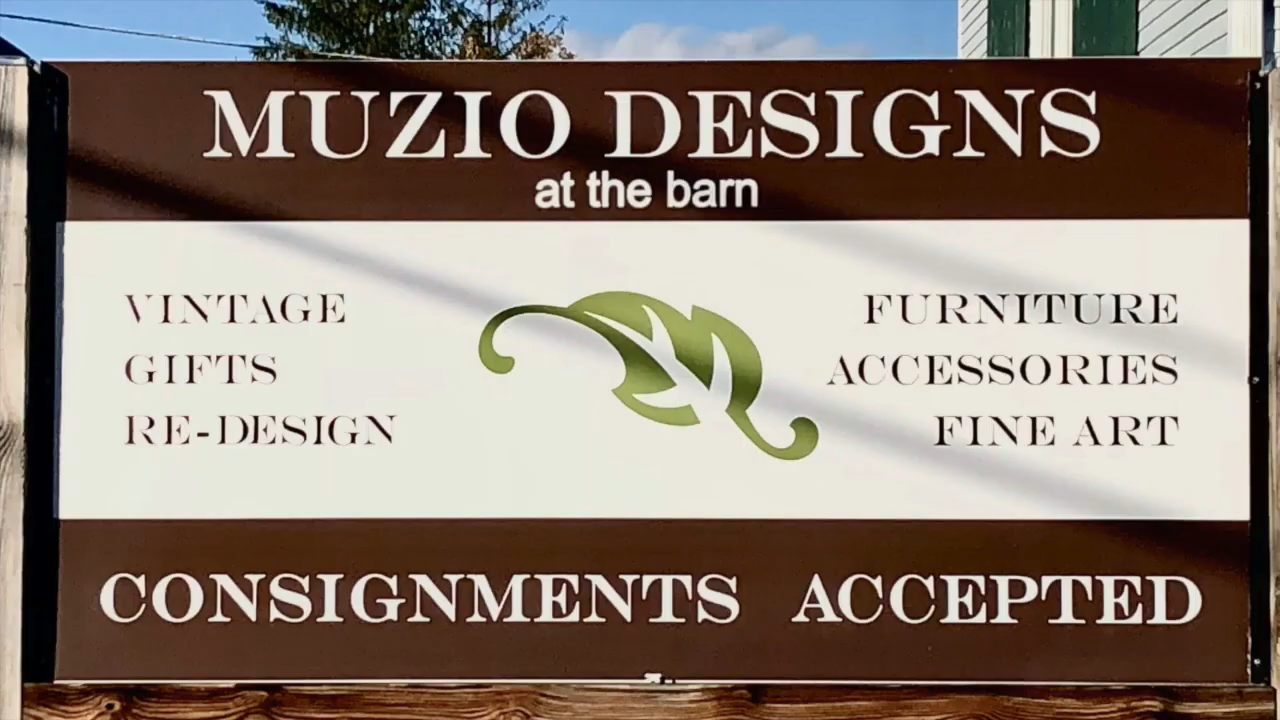 MUZIO DESIGNS
at the barn
VINTAGE
GIFTS
RE-DESIGN
FURNITURE
ACCESSORIES
FINE ART
CONSIGNMENTS ACCEPTED